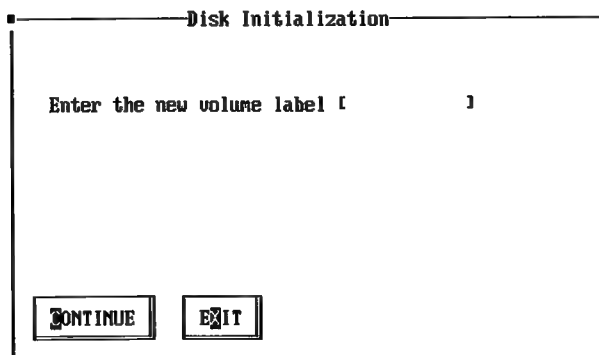 Disk Initialization
Enter the new volume label [ ]
CONTINUE EXIT